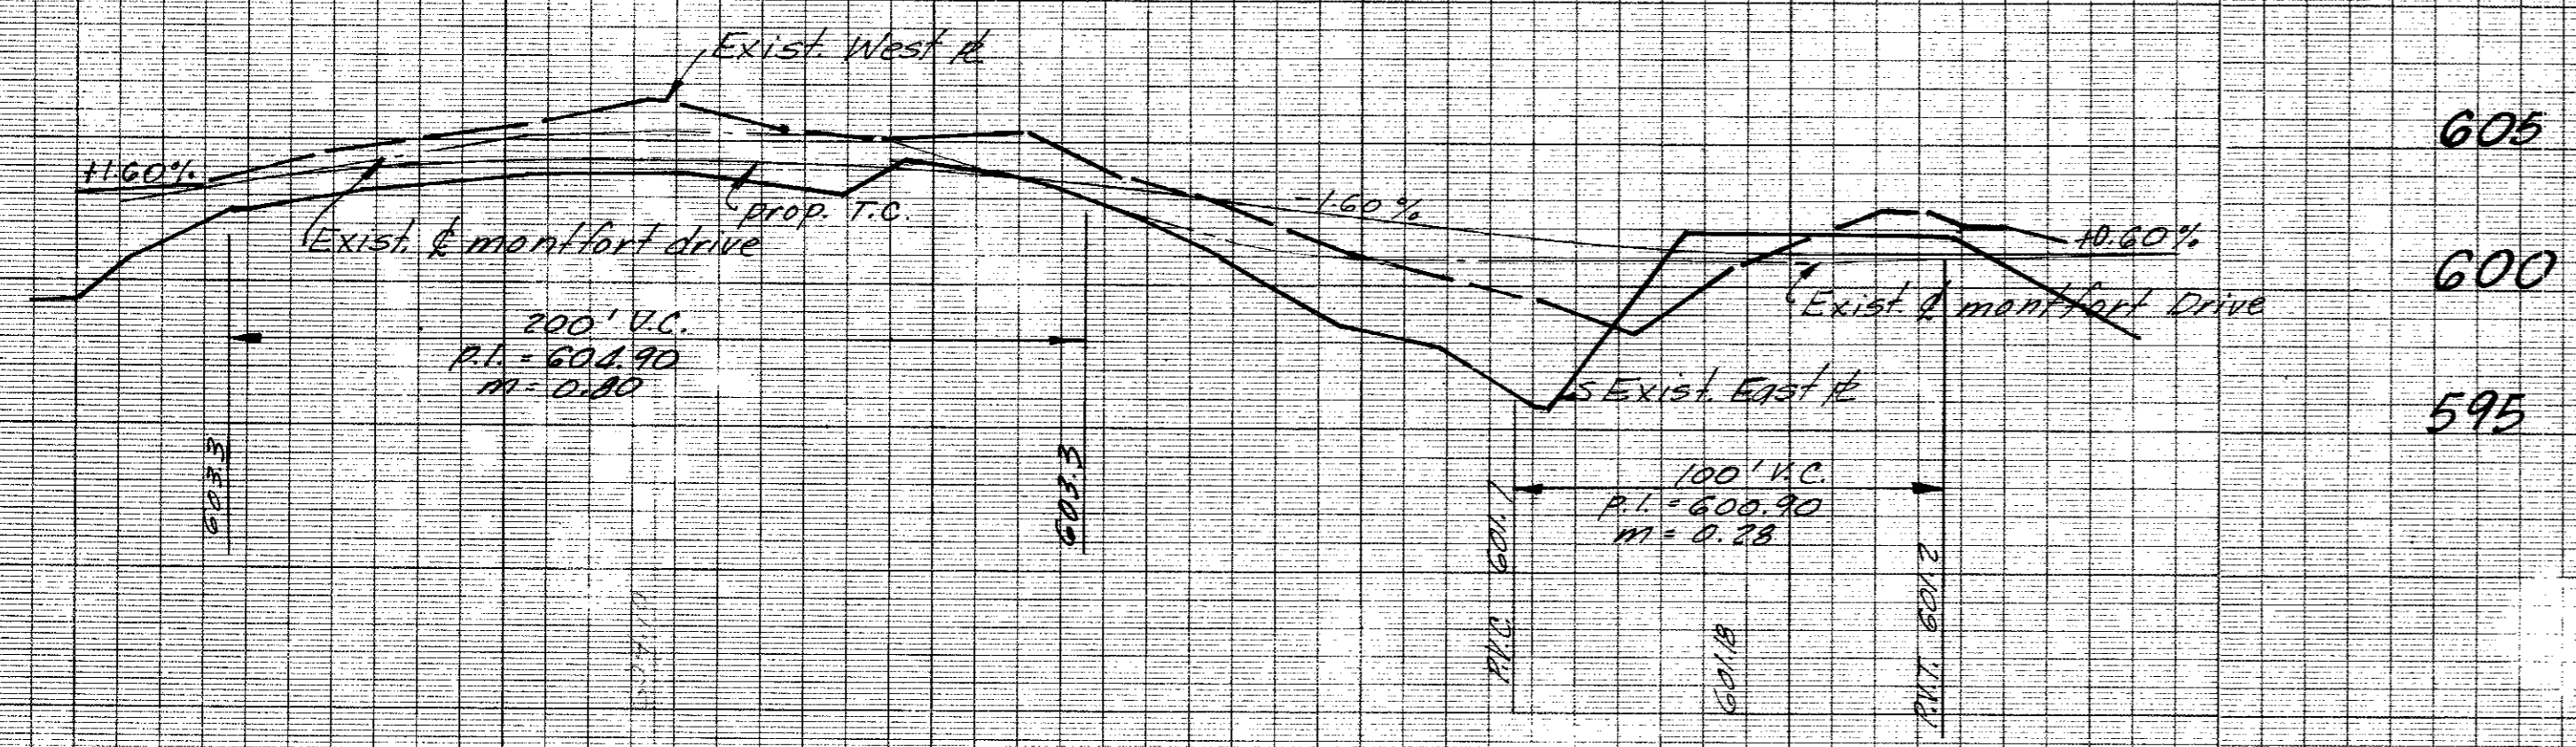 Exist. West ⅊
605
+1.60%
prop. T.C.
-1.60%
Exist. ℄ montfort drive
+0.60%
600
Exist. ℄ montfort Drive
200' V.C.
P.I. = 604.90
m = 0.80
Exist. East ⅊
595
603.3
603.3
100' V.C.
P.I. = 600.90
m = 0.28
P.V.C. 601.7
601.18
P.V.T. 601.2